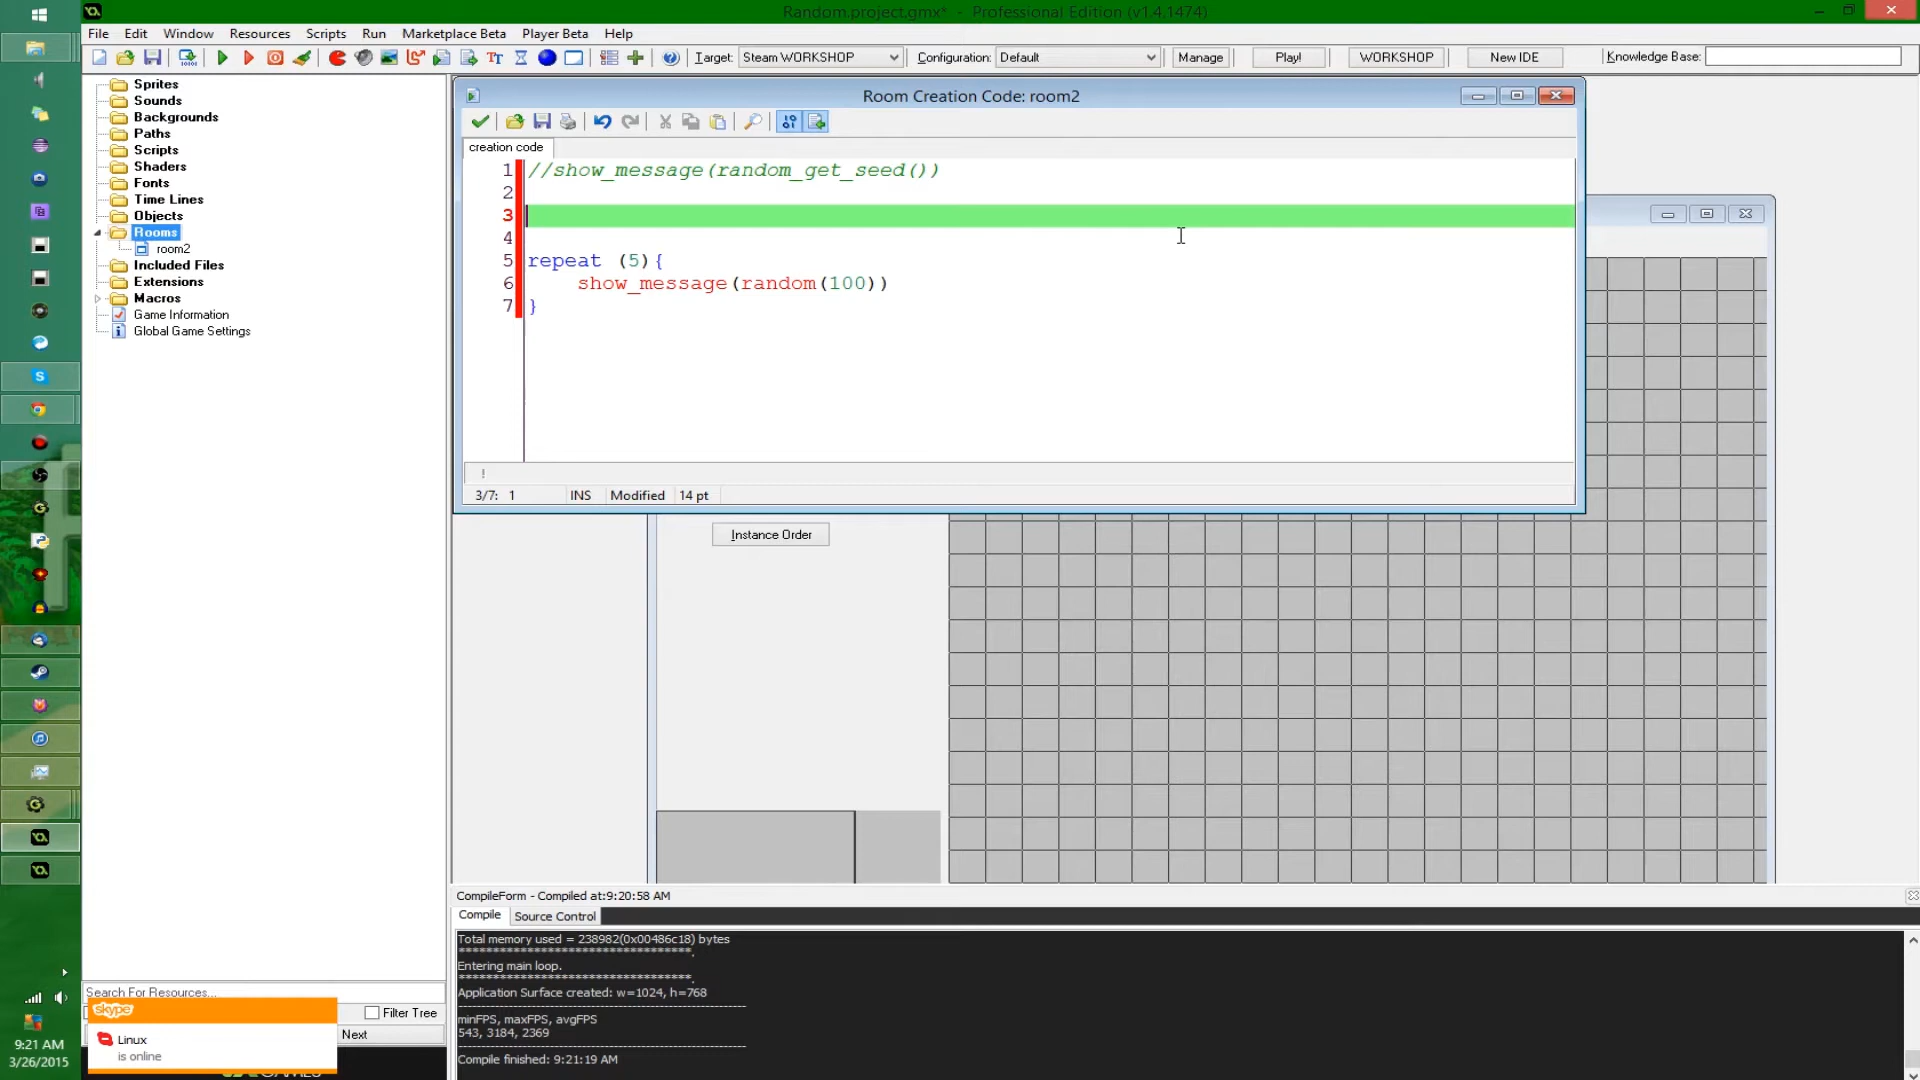 Random.project.gmx* - Professional Edition (v1.4.1474)
File Edit Window Resources Scripts Run Marketplace Beta Player Beta Help
Target: Steam WORKSHOP Configuration: Default Manage Play! WORKSHOP New IDE Knowledge Base:
Sprites
Sounds
Backgrounds
Paths
Scripts
Shaders
Fonts
Time Lines
Objects
Rooms
room2
Included Files
Extensions
Macros
Game Information
Global Game Settings
Room Creation Code: room2
creation code
1 //show_message(random_get_seed())
2
3
4
5 repeat (5){
6 show_message(random(100))
7 }
!
3/7: 1 INS Modified 14 pt
Instance Order
CompileForm - Compiled at:9:20:58 AM
Compile Source Control
Total memory used = 238982(0x00486c18) bytes
**********************************.
Entering main loop.
**********************************.
Application Surface created: w=1024, h=768
minFPS, maxFPS, avgFPS
543, 3184, 2369
Compile finished: 9:21:19 AM
Search For Resources...
Filter Tree
Next
skype
Linux
is online
9:21 AM
3/26/2015